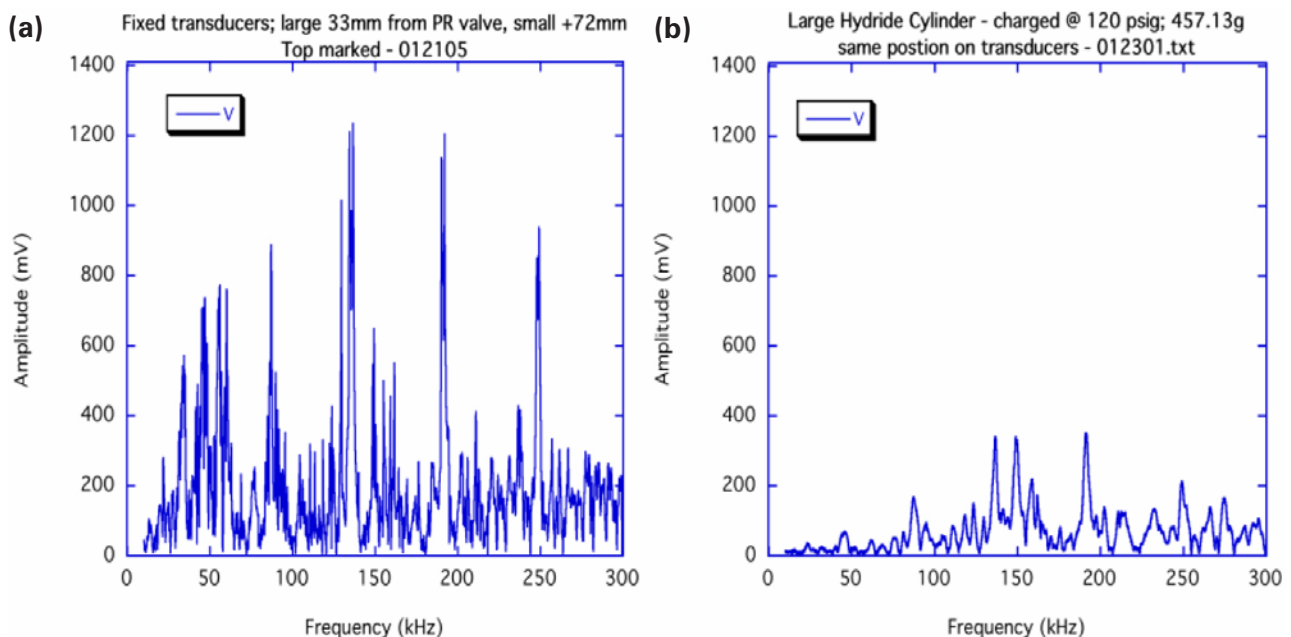 (a)
Fixed transducers; large 33mm from PR valve, small +72mm
Top marked - 012105
1400
1200
1000
800
600
400
200
0
Amplitude (mV)
V
0 50 100 150 200 250 300
Frequency (kHz)
(b)
Large Hydride Cylinder - charged @ 120 psig; 457.13g
same postion on transducers - 012301.txt
1400
1200
1000
800
600
400
200
0
Amplitude (mV)
V
0 50 100 150 200 250 300
Frequency (kHz)